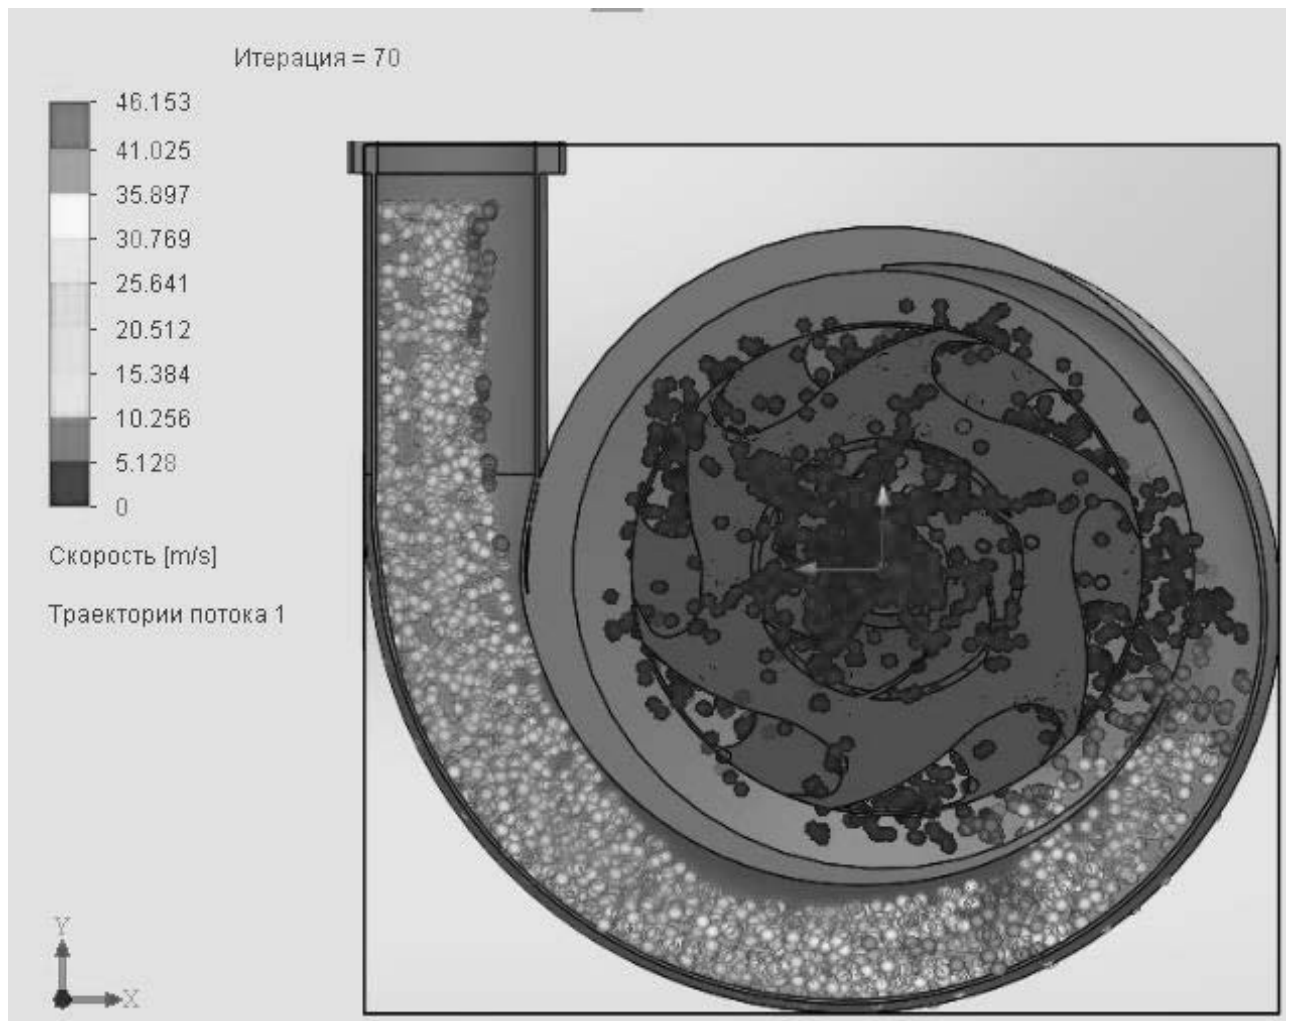 Итерация = 70
46.153
41.025
35.897
30.769
25.641
20.512
15.384
10.256
5.128
0
Скорость [m/s]
Траектории потока 1
Y
X